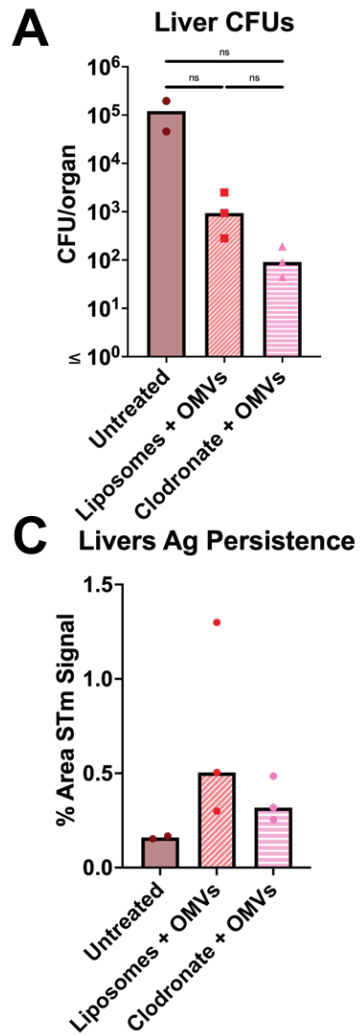 A
Liver CFUs
ns
ns ns
CFU/organ
10⁶
10⁵
10⁴
10³
10²
10¹
≤ 10⁰
Untreated
Liposomes + OMVs
Clodronate + OMVs
C
Livers Ag Persistence
% Area STm Signal
1.5
1.0
0.5
0.0
Untreated
Liposomes + OMVs
Clodronate + OMVs